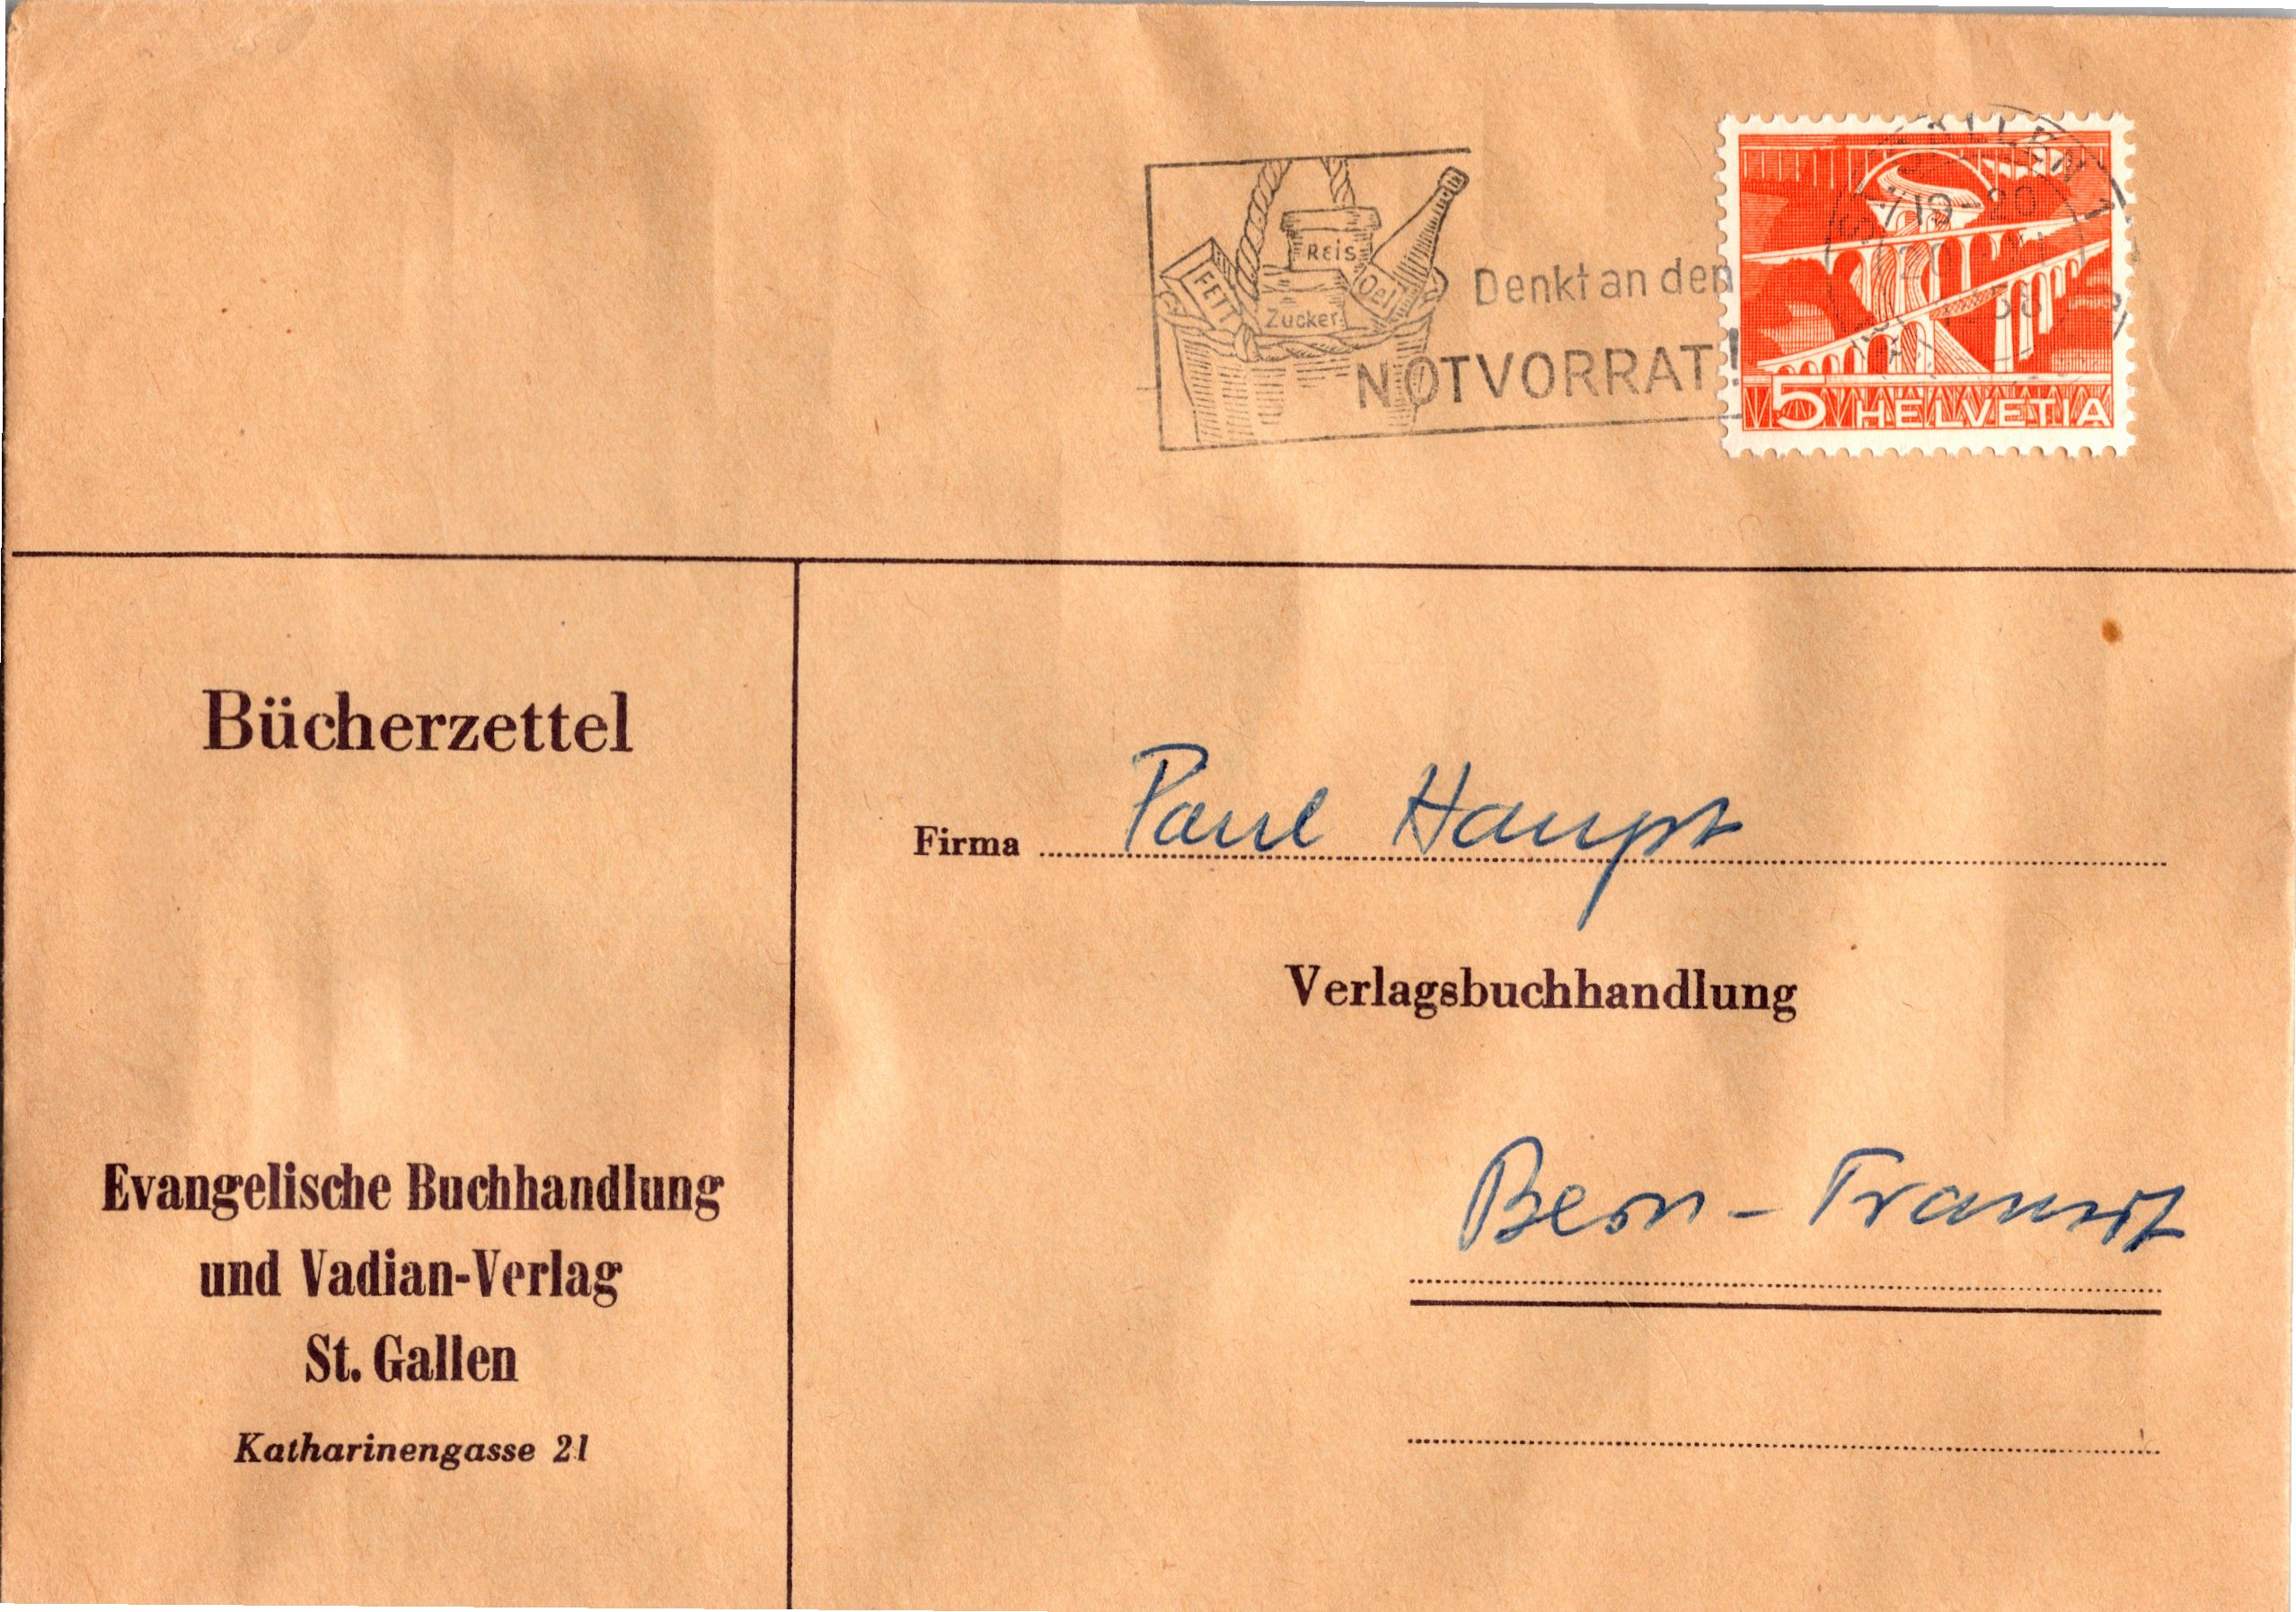 Reis
FETT
Oel
Zucker
Denkt an den
NOTVORRAT!
5 HELVETIA
Bücherzettel
Firma Paul Haupt
Verlagsbuchhandlung
Bern - Transit
Evangelische Buchhandlung
und Vadian-Verlag
St. Gallen
Katharinengasse 21